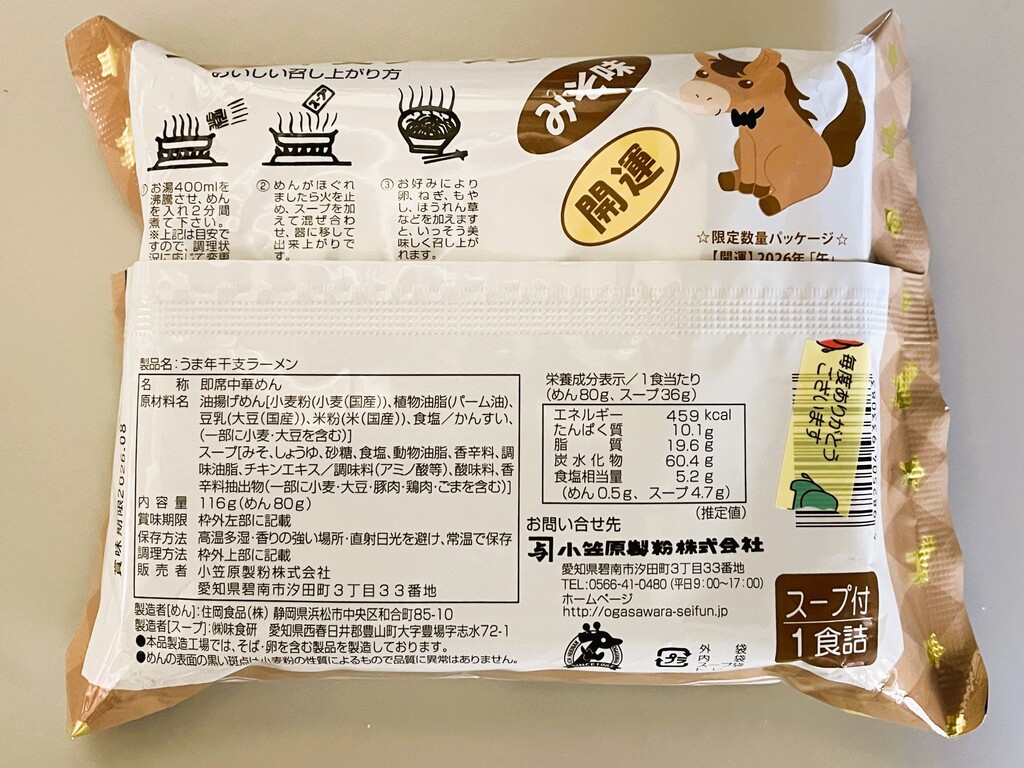 おいしい召し上がり方
みそ味
開運
麺
スープ
①お湯400mlを
沸騰させ、めん
を入れ2分間
煮て下さい。
※上記は目安で
すので、調理状
況に応じて変更
②めんがほぐれ
ましたら火を止
め、スープを加
えて混ぜ合わ
せ、器に移して
出来上がりで
す。
③お好みにより
卵、ねぎ、もや
し、ほうれん草
などを加えます
と、いっそう美
味しく召し上が
れます。
☆限定数量パッケージ☆
【開運】2026年「午」
製品名:うま年干支ラーメン
名称 即席中華めん
原材料名 油揚げめん[小麦粉(小麦(国産))、植物油脂(パーム油)、
豆乳(大豆(国産))、米粉(米(国産))、食塩/かんすい、
(一部に小麦・大豆を含む)]
スープ[みそ、しょうゆ、砂糖、食塩、動物油脂、香辛料、調
味油脂、チキンエキス/調味料(アミノ酸等)、酸味料、香
辛料抽出物(一部に小麦・大豆・豚肉・鶏肉・ごまを含む)]
内容量 116g(めん80g)
賞味期限 枠外左部に記載
保存方法 高温多湿・香りの強い場所・直射日光を避け、常温で保存
調理方法 枠外上部に記載
販売者 小笠原製粉株式会社
愛知県碧南市汐田町3丁目33番地
製造者[めん]:住岡食品(株) 静岡県浜松市中央区和合町85-10
製造者[スープ]:㈱味食研 愛知県西春日井郡豊山町大字豊場字志水72-1
●本品製造工場では、そば・卵を含む製品を製造しております。
●めんの表面の黒い斑点は小麦粉の性質によるもので品質に異常はありません。
賞味期限2026.08
栄養成分表示/1食当たり
(めん80g、スープ36g)
エネルギー 459 kcal
たんぱく質 10.1g
脂質 19.6g
炭水化物 60.4g
食塩相当量 5.2g
(めん0.5g、スープ4.7g)
(推定値)
お問い合せ先
小笠原製粉株式会社
愛知県碧南市汐田町3丁目33番地
TEL:0566-41-0480(平日9:00~17:00)
ホームページ
http://ogasawara-seifun.jp
プラ
外袋
内袋
スープ袋
毎度ありがとう
ございます
スープ付
1食詰